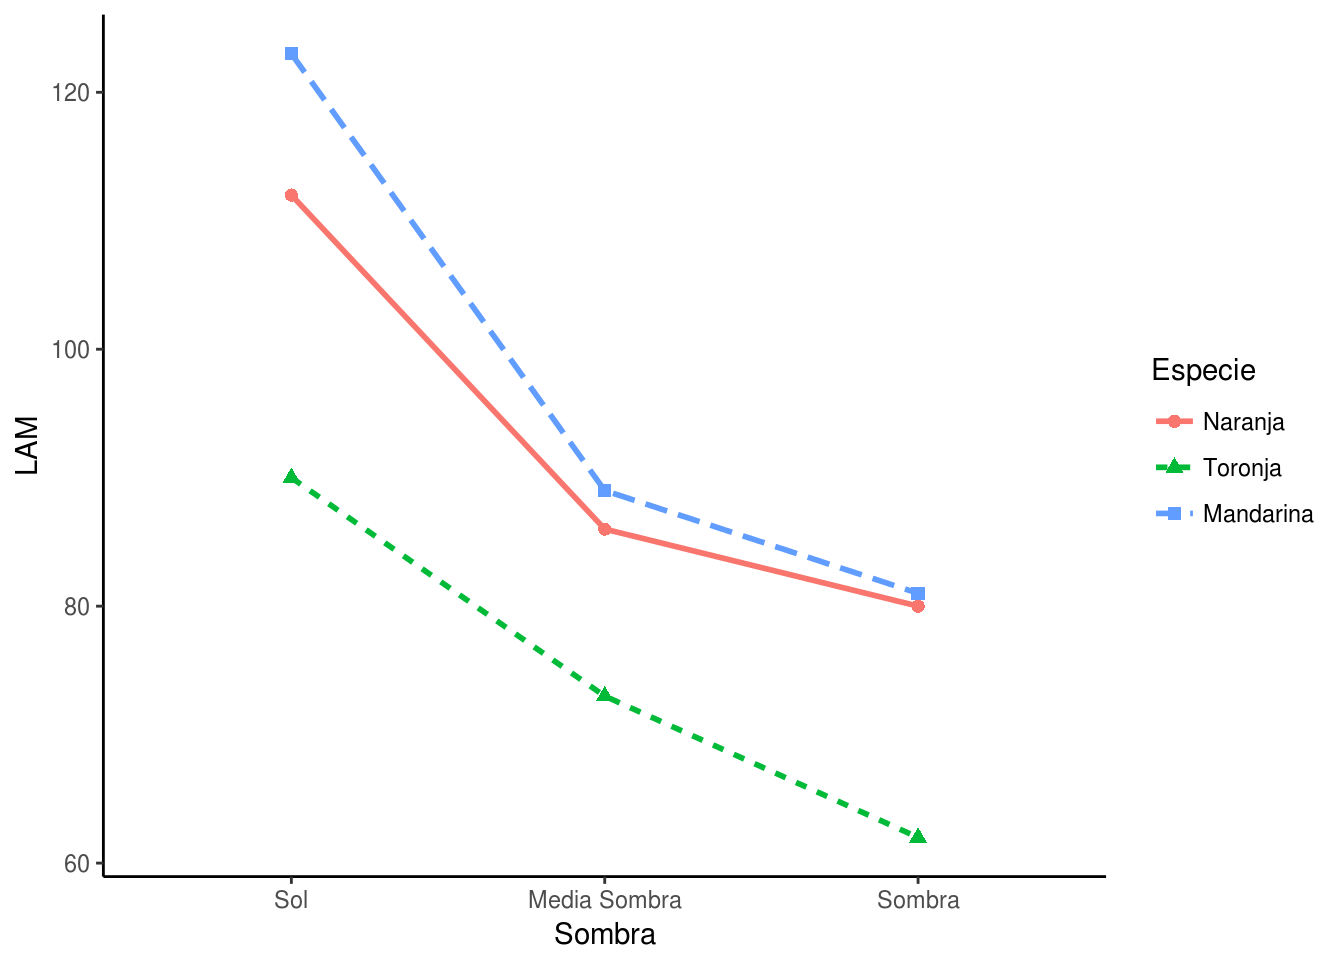 120
100
80
60
LAM
Sol
Media Sombra
Sombra
Sombra
Especie
Naranja
Toronja
Mandarina